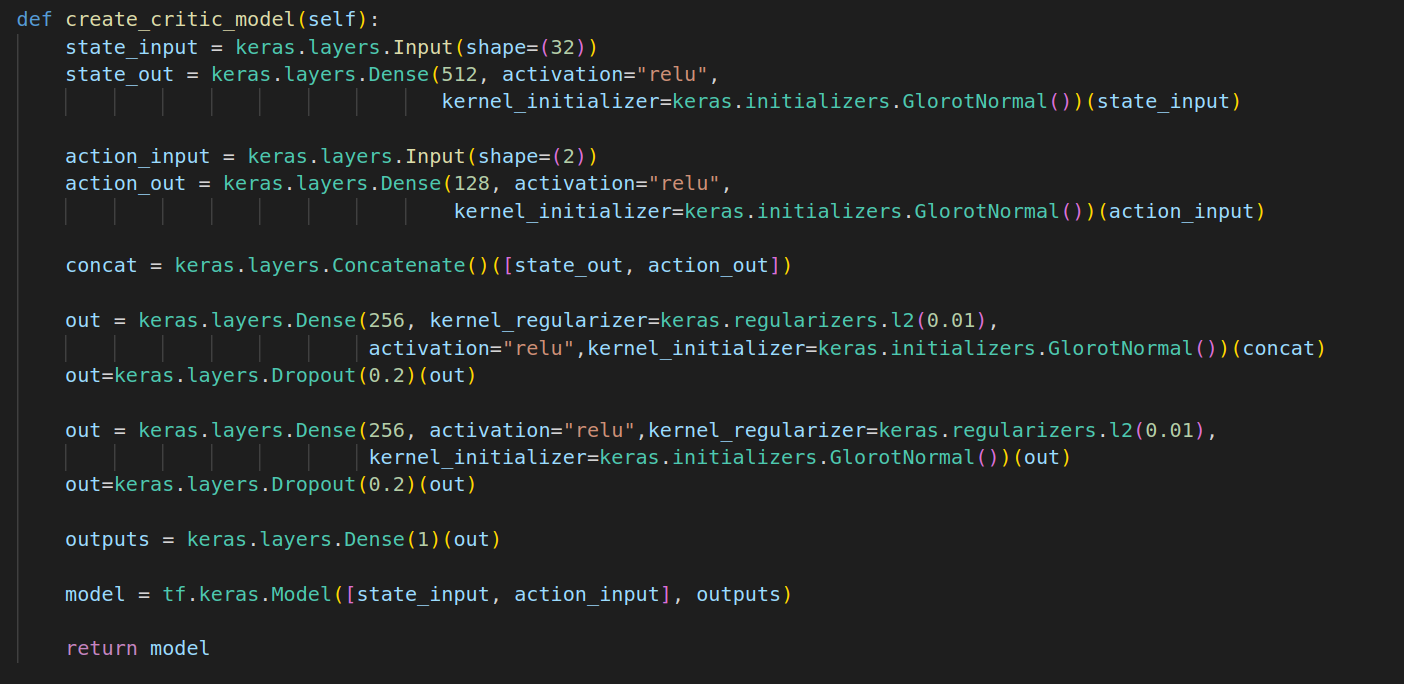 def create_critic_model(self):
    state_input = keras.layers.Input(shape=(32))
    state_out = keras.layers.Dense(512, activation="relu",
                                   kernel_initializer=keras.initializers.GlorotNormal())(state_input)

    action_input = keras.layers.Input(shape=(2))
    action_out = keras.layers.Dense(128, activation="relu",
                                    kernel_initializer=keras.initializers.GlorotNormal())(action_input)

    concat = keras.layers.Concatenate()([state_out, action_out])

    out = keras.layers.Dense(256, kernel_regularizer=keras.regularizers.l2(0.01),
                             activation="relu",kernel_initializer=keras.initializers.GlorotNormal())(concat)
    out=keras.layers.Dropout(0.2)(out)

    out = keras.layers.Dense(256, activation="relu",kernel_regularizer=keras.regularizers.l2(0.01),
                             kernel_initializer=keras.initializers.GlorotNormal())(out)
    out=keras.layers.Dropout(0.2)(out)

    outputs = keras.layers.Dense(1)(out)

    model = tf.keras.Model([state_input, action_input], outputs)

    return model